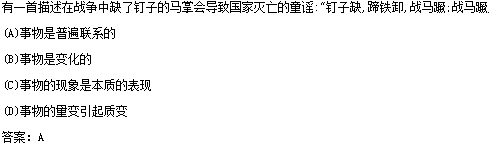 有一首描述在战争中缺了钉子的马掌会导致国家灭亡的童谣:“钉子缺,蹄铁卸,战马蹶;战马蹶,
(A)事物是普遍联系的
(B)事物是变化的
(C)事物的现象是本质的表现
(D)事物的量变引起质变
答案: A